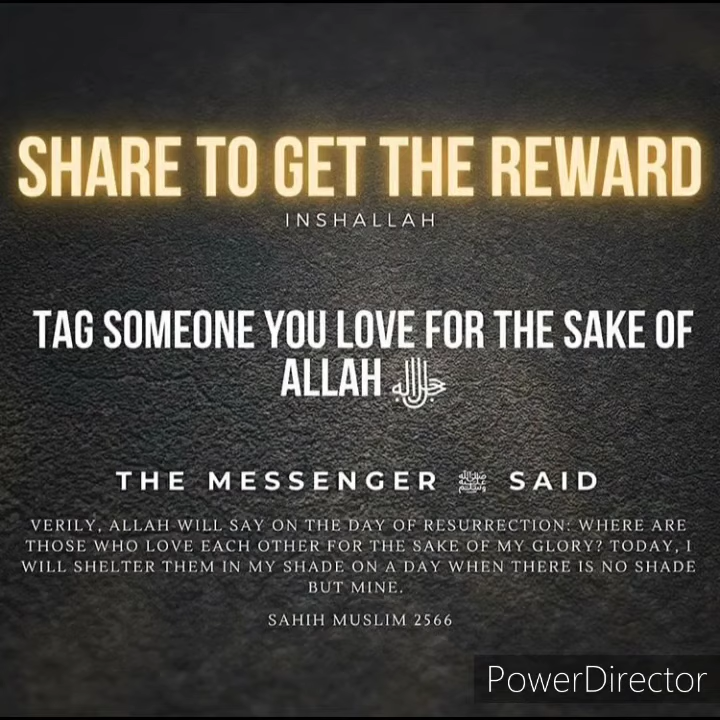 SHARE TO GET THE REWARD
INSHALLAH
TAG SOMEONE YOU LOVE FOR THE SAKE OF
ALLAH ﷻ
THE MESSENGER ﷺ SAID
VERILY, ALLAH WILL SAY ON THE DAY OF RESURRECTION: WHERE ARE
THOSE WHO LOVE EACH OTHER FOR THE SAKE OF MY GLORY? TODAY, I
WILL SHELTER THEM IN MY SHADE ON A DAY WHEN THERE IS NO SHADE
BUT MINE.
SAHIH MUSLIM 2566
PowerDirector